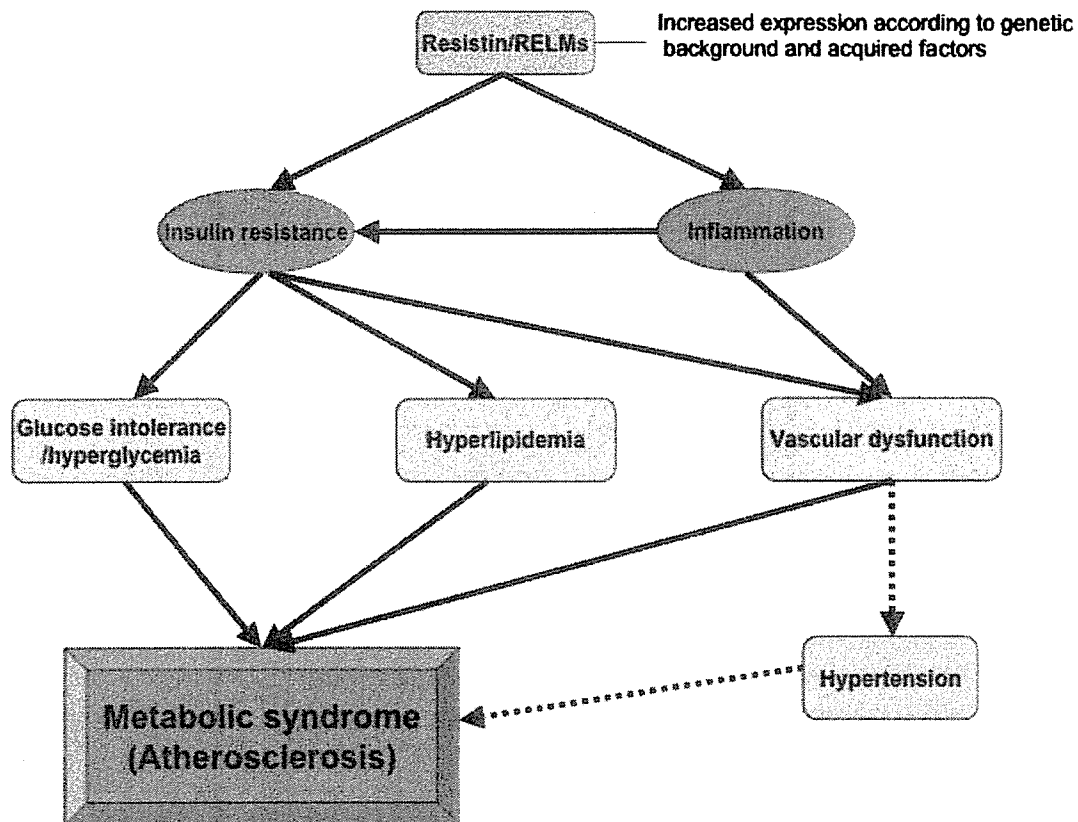 Resistin/RELMs
Increased expression according to genetic
background and acquired factors
Insulin resistance
Inflammation
Glucose intolerance
/hyperglycemia
Hyperlipidemia
Vascular dysfunction
Hypertension
Metabolic syndrome
(Atherosclerosis)